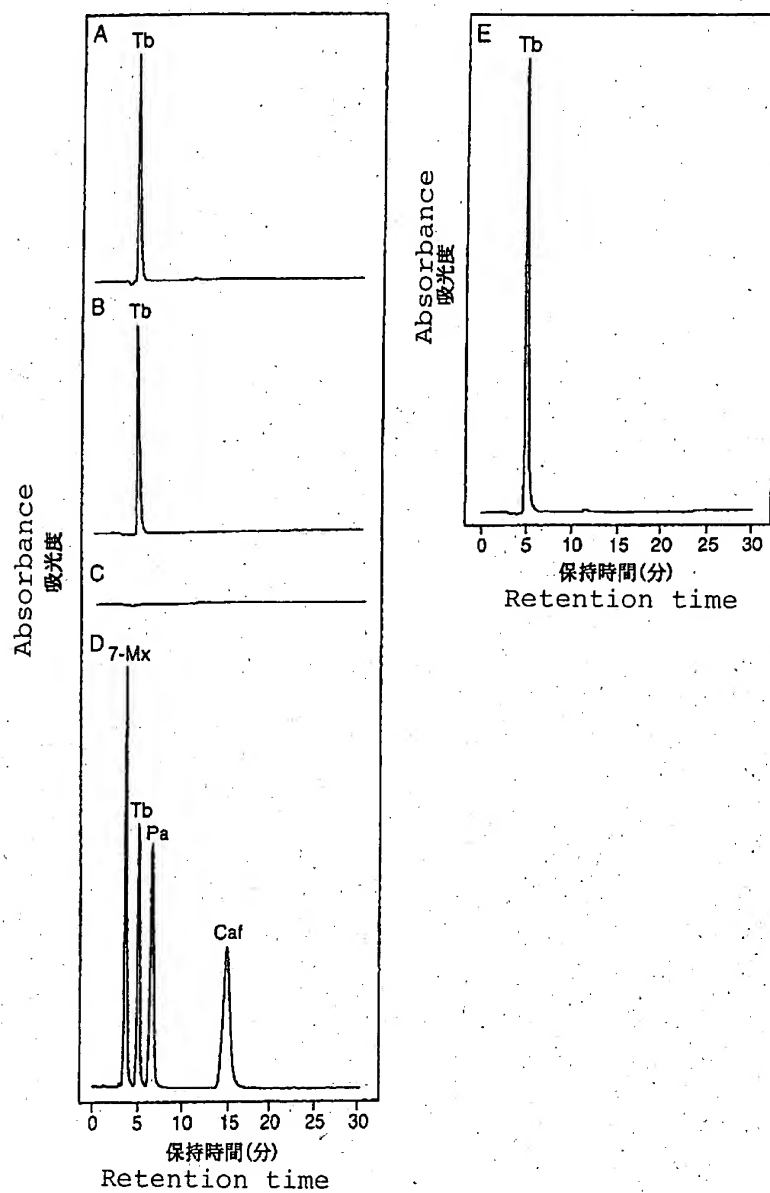 A
Tb
B
Tb
C
D
7-Mx
Tb
Pa
Caf
Absorbance
吸光度
0 5 10 15 20 25 30
保持時間(分)
Retention time
E
Tb
Absorbance
吸光度
0 5 10 15 20 25 30
保持時間(分)
Retention time